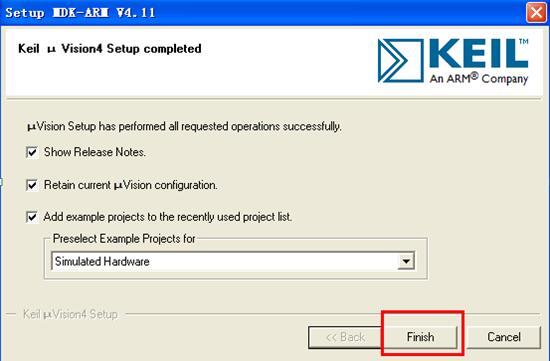 Setup MDK-ARM V4.11
Keil μ Vision4 Setup completed
KEIL™
An ARM® Company
μVision Setup has performed all requested operations successfully.
Show Release Notes.
Retain current μVision configuration.
Add example projects to the recently used project list.
Preselect Example Projects for
Simulated Hardware
Keil μVision4 Setup
<< Back
Finish
Cancel